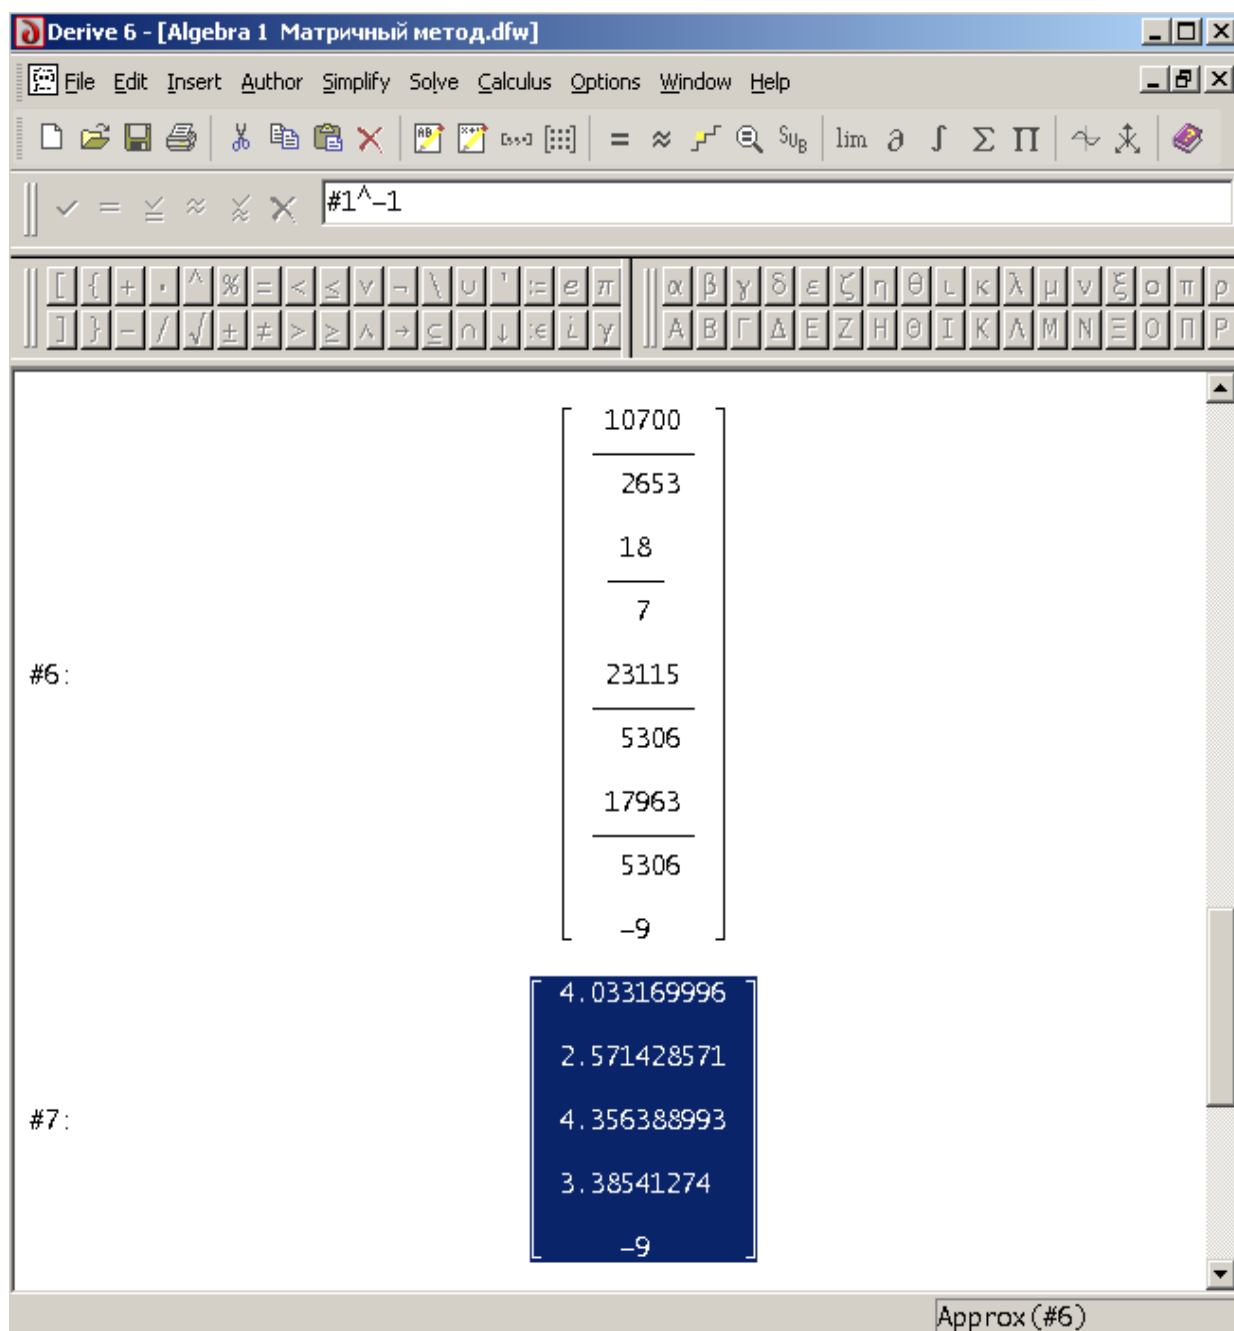 Derive 6 - [Algebra 1 Матричный метод.dfw]
File Edit Insert Author Simplify Solve Calculus Options Window Help
= ≈ SUB lim ∂ ∫ Σ Π
= ≈ #1^-1
[ { + · ^ % = < ≤ ∨ ¬ \ ∪ ' := e π α β γ δ ε ζ η θ ι κ λ μ ν ξ ο π ρ
] } - / √ ± ≠ > ≥ ∧ → ⊆ ∩ ↓ :∈ i γ Α Β Γ Δ Ε Ζ Η Θ Ι Κ Λ Μ Ν Ξ Ο Π Ρ
10700
2653
18
7
#6:
23115
5306
17963
5306
-9
4.033169996
2.571428571
#7:
4.356388993
3.38541274
-9
Approx(#6)